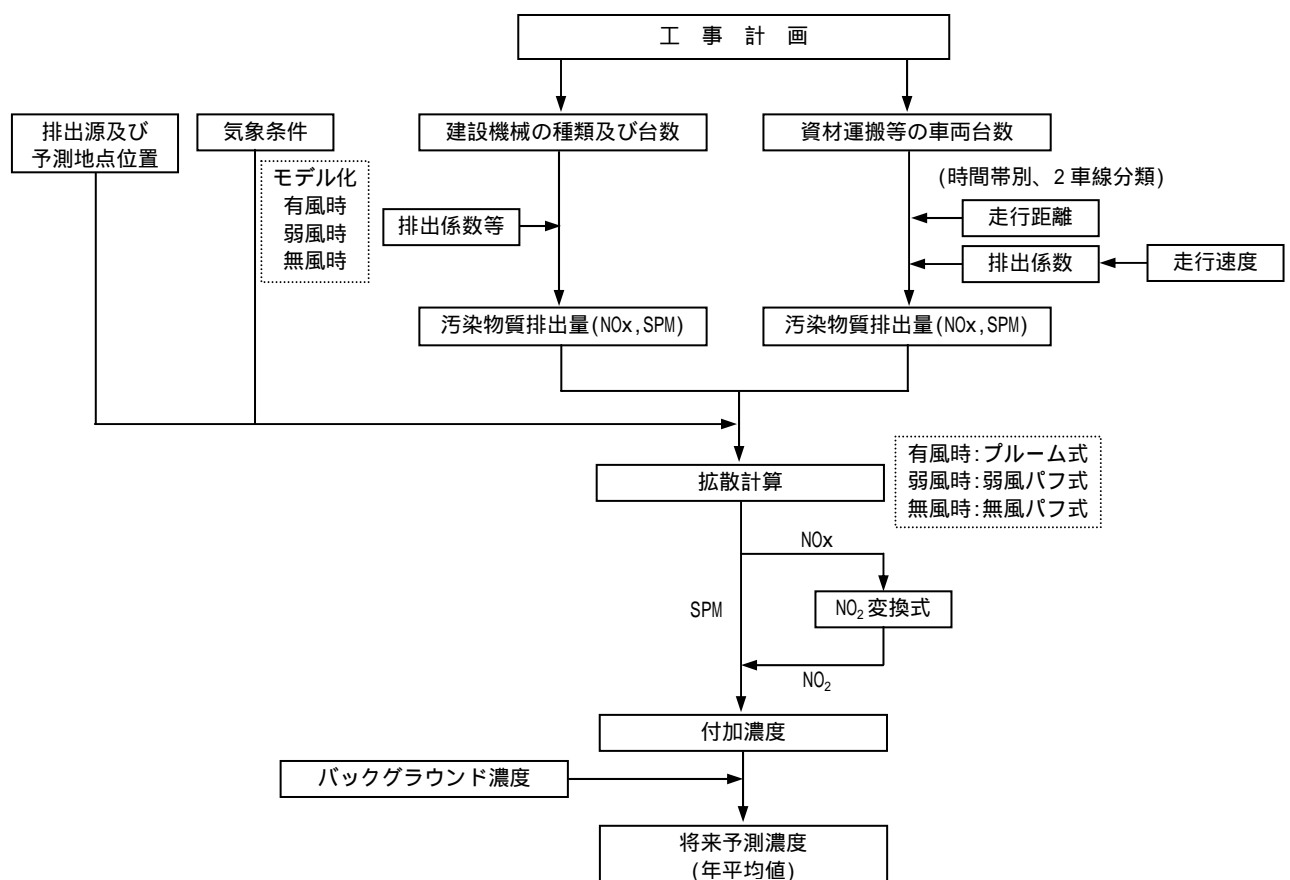 工 事 計 画
排出源及び
予測地点位置
気象条件
建設機械の種類及び台数
資材運搬等の車両台数
モデル化
有風時
弱風時
無風時
(時間帯別、2車線分類)
排出係数等
走行距離
排出係数
走行速度
汚染物質排出量(NOx,SPM)
汚染物質排出量(NOx,SPM)
有風時:プルーム式
弱風時:弱風パフ式
無風時:無風パフ式
拡散計算
NOx
SPM
NO₂変換式
NO₂
付加濃度
バックグラウンド濃度
将来予測濃度
(年平均値)